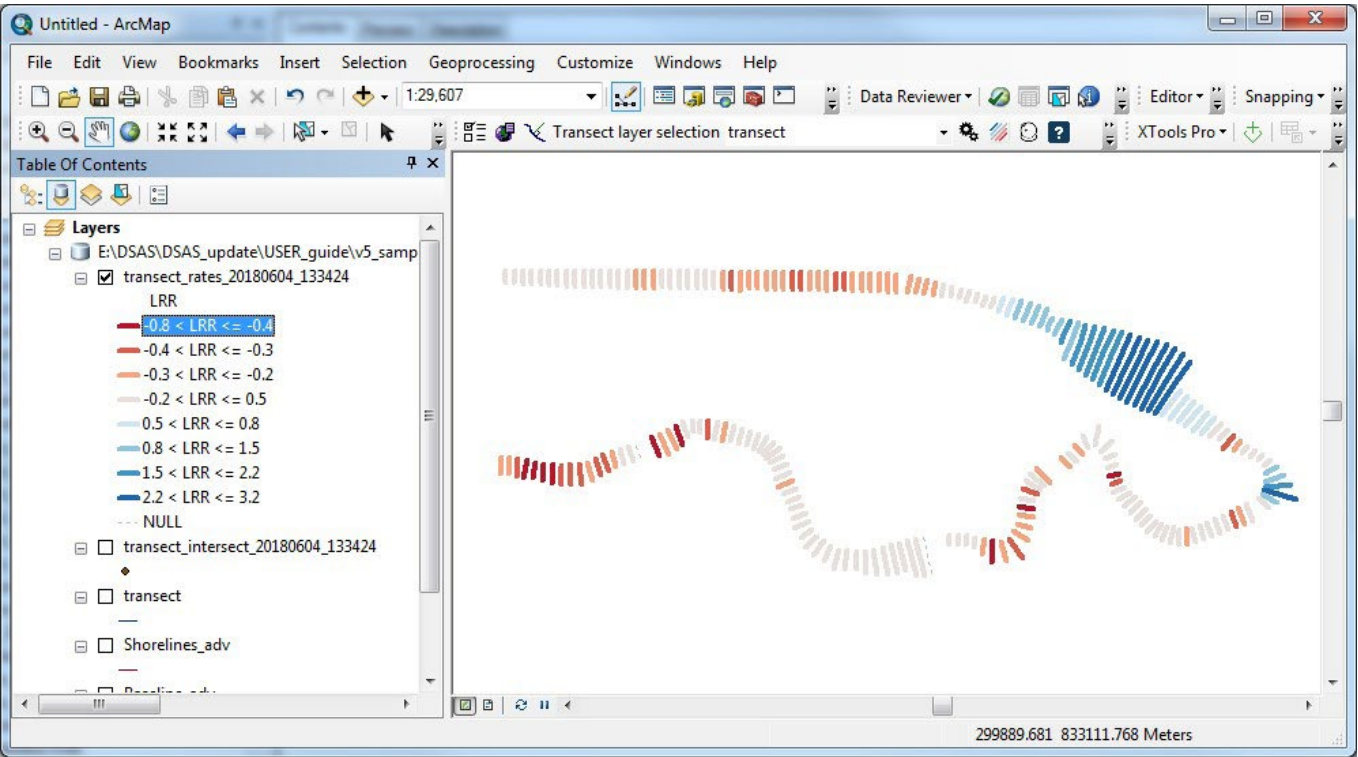 Untitled - ArcMap
File Edit View Bookmarks Insert Selection Geoprocessing Customize Windows Help
1:29,607
Data Reviewer
Editor
Snapping
Transect layer selection transect
XTools Pro
Table Of Contents
Layers
E:\DSAS\DSAS_update\USER_guide\v5_samp
transect_rates_20180604_133424
LRR
-0.8 < LRR <= -0.4
-0.4 < LRR <= -0.3
-0.3 < LRR <= -0.2
-0.2 < LRR <= 0.5
0.5 < LRR <= 0.8
0.8 < LRR <= 1.5
1.5 < LRR <= 2.2
2.2 < LRR <= 3.2
NULL
transect_intersect_20180604_133424
transect
Shorelines_adv
299889.681 833111.768 Meters